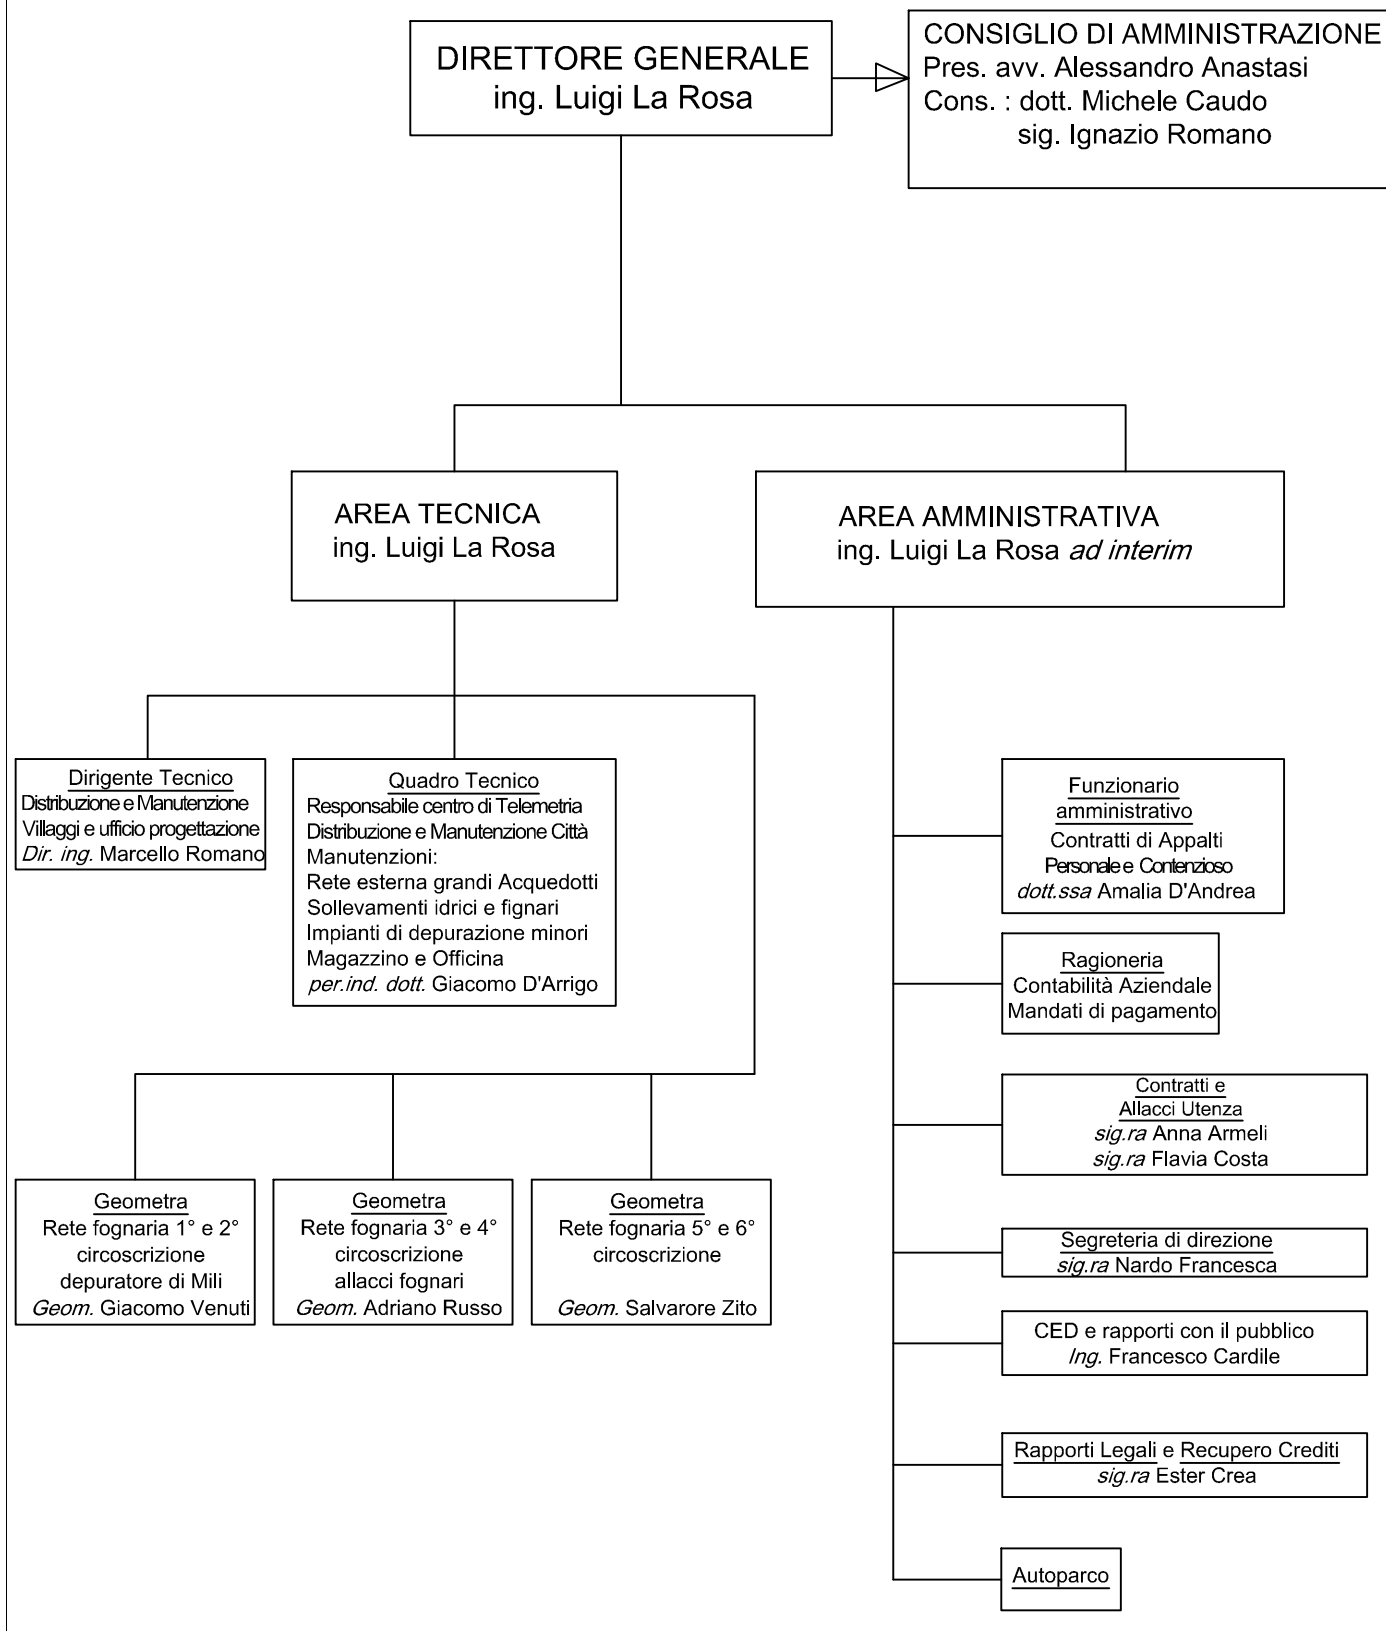 DIRETTORE GENERALE
ing. Luigi La Rosa
CONSIGLIO DI AMMINISTRAZIONE
Pres. avv. Alessandro Anastasi
Cons. : dott. Michele Caudo
sig. Ignazio Romano
AREA TECNICA
ing. Luigi La Rosa
AREA AMMINISTRATIVA
ing. Luigi La Rosa ad interim
Dirigente Tecnico
Distribuzione e Manutenzione
Villaggi e ufficio progettazione
Dir. ing. Marcello Romano
Quadro Tecnico
Responsabile centro di Telemetria
Distribuzione e Manutenzione Città
Manutenzioni:
Rete esterna grandi Acquedotti
Sollevamenti idrici e fignari
Impianti di depurazione minori
Magazzino e Officina
per.ind. dott. Giacomo D'Arrigo
Geometra
Rete fognaria 1° e 2°
circoscrizione
depuratore di Mili
Geom. Giacomo Venuti
Geometra
Rete fognaria 3° e 4°
circoscrizione
allacci fognari
Geom. Adriano Russo
Geometra
Rete fognaria 5° e 6°
circoscrizione
Geom. Salvarore Zito
Funzionario
amministrativo
Contratti di Appalti
Personale e Contenzioso
dott.ssa Amalia D'Andrea
Ragioneria
Contabilità Aziendale
Mandati di pagamento
Contratti e
Allacci Utenza
sig.ra Anna Armeli
sig.ra Flavia Costa
Segreteria di direzione
sig.ra Nardo Francesca
CED e rapporti con il pubblico
Ing. Francesco Cardile
Rapporti Legali e Recupero Crediti
sig.ra Ester Crea
Autoparco